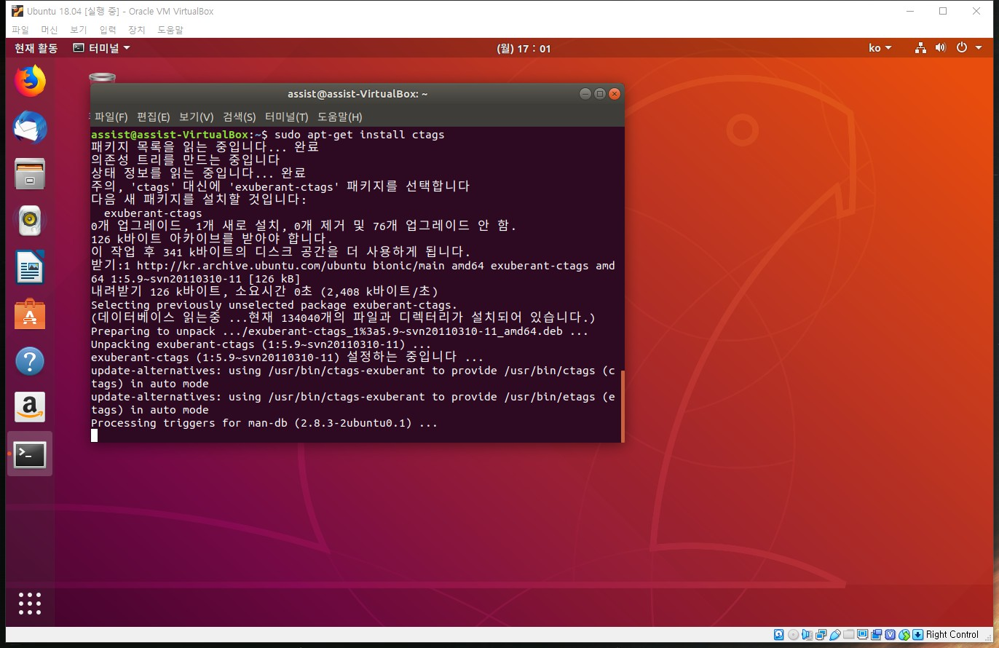 Ubuntu 18.04 [실행 중] - Oracle VM VirtualBox
파일 머신 보기 입력 장치 도움말
현재 활동 터미널 (월) 17 : 01 ko
assist@assist-VirtualBox: ~
파일(F) 편집(E) 보기(V) 검색(S) 터미널(T) 도움말(H)
assist@assist-VirtualBox:~$ sudo apt-get install ctags
패키지 목록을 읽는 중입니다... 완료
의존성 트리를 만드는 중입니다
상태 정보를 읽는 중입니다... 완료
주의, 'ctags' 대신에 'exuberant-ctags' 패키지를 선택합니다
다음 새 패키지를 설치할 것입니다:
exuberant-ctags
0개 업그레이드, 1개 새로 설치, 0개 제거 및 76개 업그레이드 안 함.
126 k바이트 아카이브를 받아야 합니다.
이 작업 후 341 k바이트의 디스크 공간을 더 사용하게 됩니다.
받기:1 http://kr.archive.ubuntu.com/ubuntu bionic/main amd64 exuberant-ctags amd
64 1:5.9~svn20110310-11 [126 kB]
내려받기 126 k바이트, 소요시간 0초 (2,408 k바이트/초)
Selecting previously unselected package exuberant-ctags.
(데이터베이스 읽는중 ...현재 134040개의 파일과 디렉터리가 설치되어 있습니다.)
Preparing to unpack .../exuberant-ctags_1%3a5.9~svn20110310-11_amd64.deb ...
Unpacking exuberant-ctags (1:5.9~svn20110310-11) ...
exuberant-ctags (1:5.9~svn20110310-11) 설정하는 중입니다 ...
update-alternatives: using /usr/bin/ctags-exuberant to provide /usr/bin/ctags (c
tags) in auto mode
update-alternatives: using /usr/bin/ctags-exuberant to provide /usr/bin/etags (e
tags) in auto mode
Processing triggers for man-db (2.8.3-2ubuntu0.1) ...
Right Control